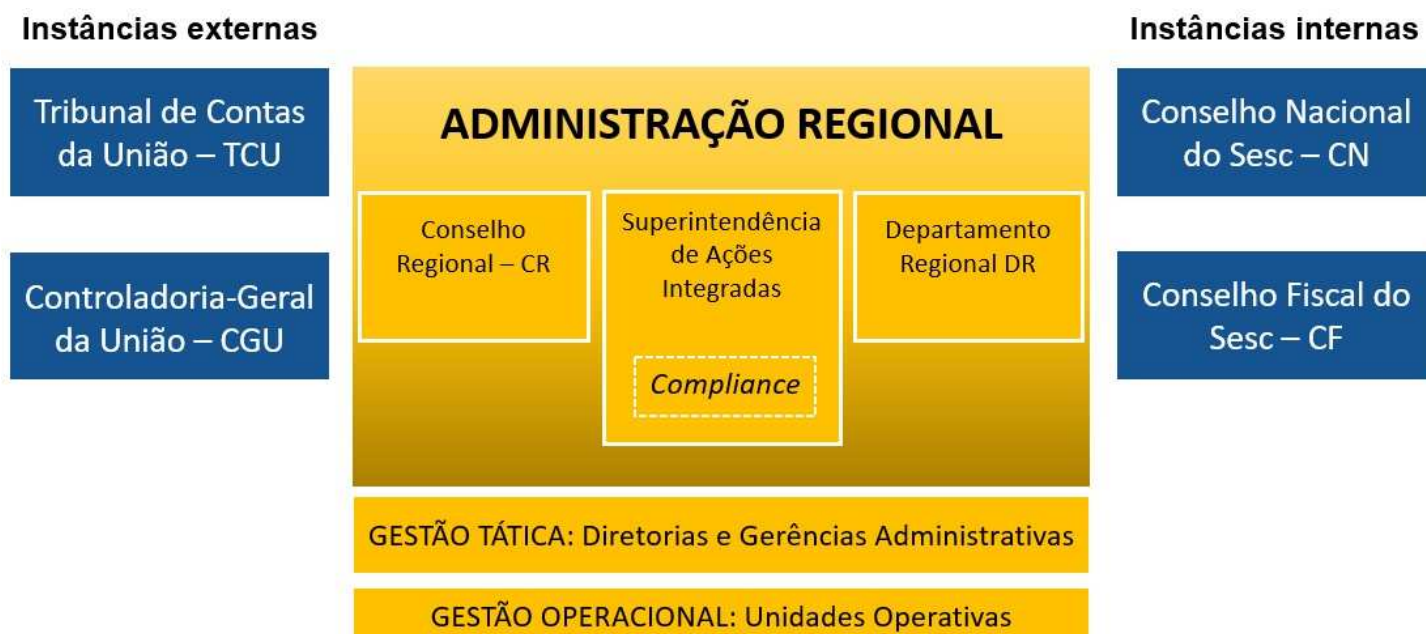 Instâncias externas
Tribunal de Contas
da União – TCU
Controladoria-Geral
da União – CGU
ADMINISTRAÇÃO REGIONAL
Conselho
Regional – CR
Superintendência
de Ações
Integradas
Compliance
Departamento
Regional DR
GESTÃO TÁTICA: Diretorias e Gerências Administrativas
GESTÃO OPERACIONAL: Unidades Operativas
Instâncias internas
Conselho Nacional
do Sesc – CN
Conselho Fiscal do
Sesc – CF